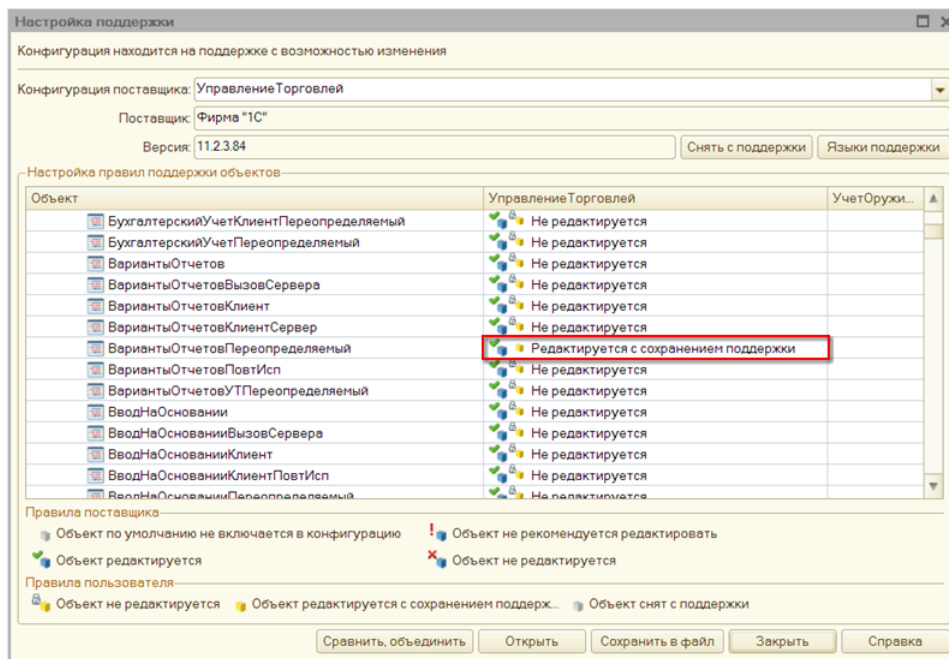 Настройка поддержки
Конфигурация находится на поддержке с возможностью изменения
Конфигурация поставщика: УправлениеТорговлей
Поставщик: Фирма "1С"
Версия: 11.2.3.84 Снять с поддержки Языки поддержки
Настройка правил поддержки объектов
Объект УправлениеТорговлей УчетОружи...
БухгалтерскийУчетКлиентПереопределяемый Не редактируется
БухгалтерскийУчетПереопределяемый Не редактируется
ВариантыОтчетов Не редактируется
ВариантыОтчетовВызовСервера Не редактируется
ВариантыОтчетовКлиент Не редактируется
ВариантыОтчетовКлиентСервер Не редактируется
ВариантыОтчетовПереопределяемый Редактируется с сохранением поддержки
ВариантыОтчетовПовтИсп Не редактируется
ВариантыОтчетовУТПереопределяемый Не редактируется
ВводНаОсновании Не редактируется
ВводНаОснованииВызовСервера Не редактируется
ВводНаОснованииКлиент Не редактируется
ВводНаОснованииКлиентПовтИсп Не редактируется
ВводНаОснованииПереопределяемый Не редактируется
Правила поставщика
Объект по умолчанию не включается в конфигурацию Объект не рекомендуется редактировать
Объект редактируется Объект не редактируется
Правила пользователя
Объект не редактируется Объект редактируется с сохранением поддерж... Объект снят с поддержки
Сравнить, объединить Открыть Сохранить в файл Закрыть Справка